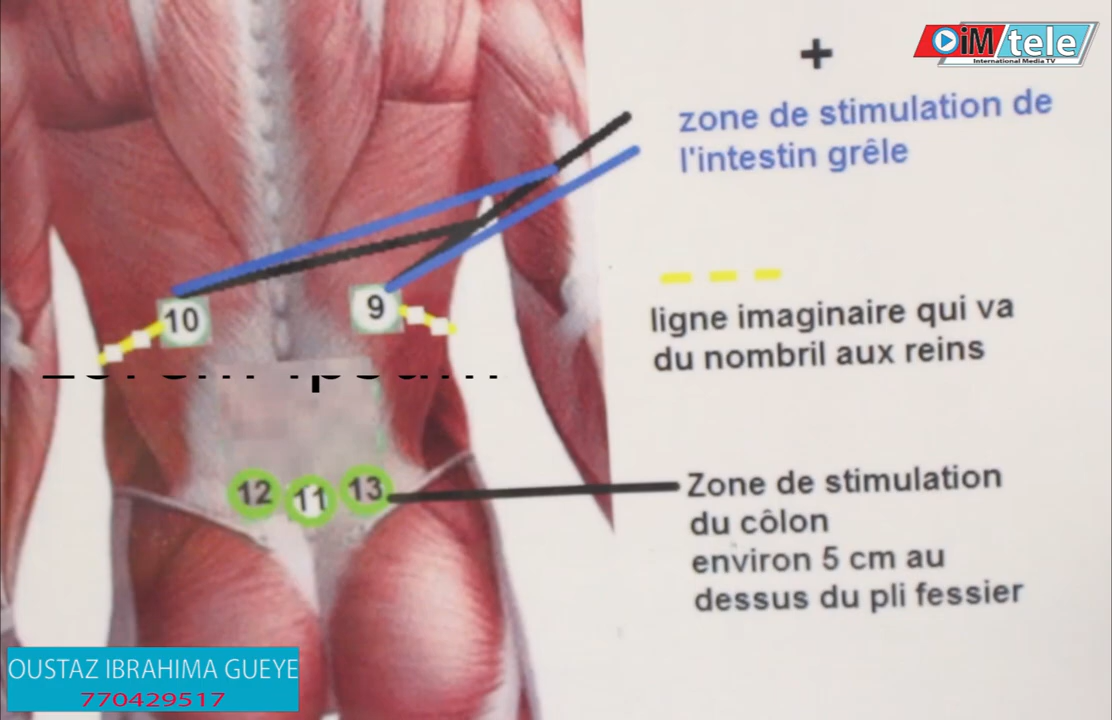 iM tele
International Media TV
+
zone de stimulation de
l'intestin grêle
10
9
ligne imaginaire qui va
du nombril aux reins
12
11
13
Zone de stimulation
du côlon
environ 5 cm au
dessus du pli fessier
OUSTAZ IBRAHIMA GUEYE
770429517